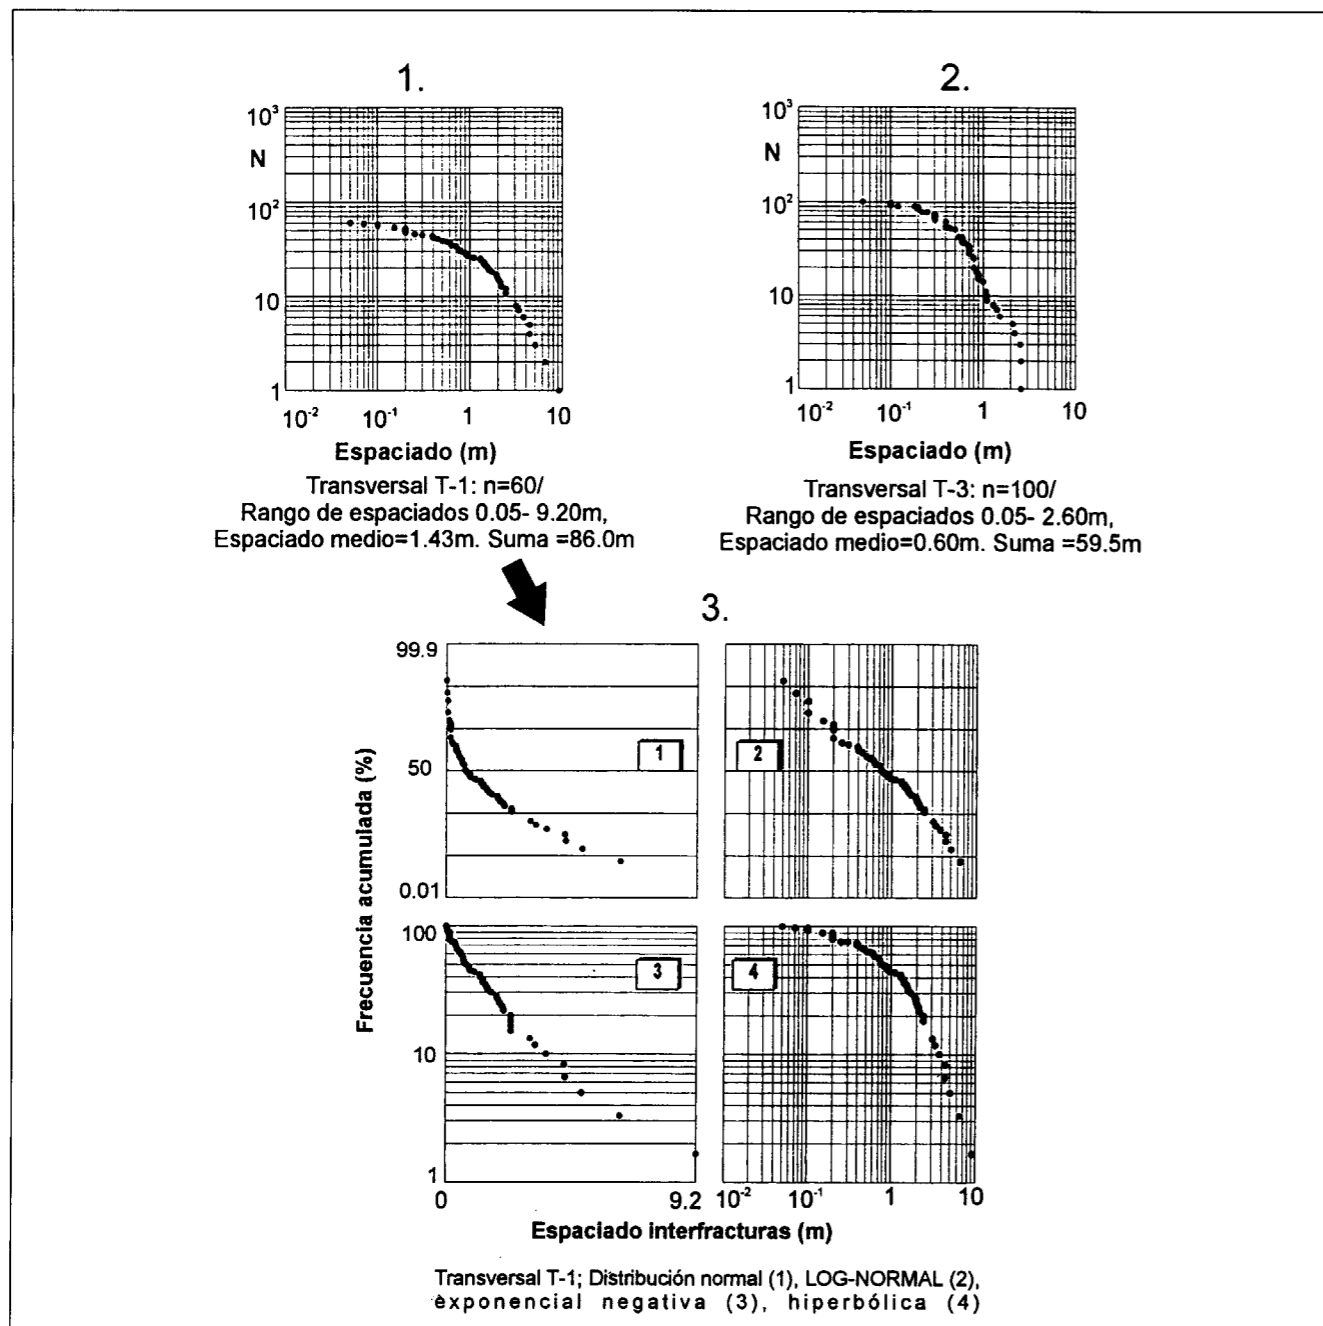 1.
10³
N
10²
10
1
10⁻² 10⁻¹ 1 10
Espaciado (m)
Transversal T-1: n=60/
Rango de espaciados 0.05- 9.20m,
Espaciado medio=1.43m. Suma =86.0m
2.
10³
N
10²
10
1
10⁻² 10⁻¹ 1 10
Espaciado (m)
Transversal T-3: n=100/
Rango de espaciados 0.05- 2.60m,
Espaciado medio=0.60m. Suma =59.5m
3.
Frecuencia acumulada (%)
99.9
50
0.01
1
2
100
10
1
3
4
0 9.2 10⁻² 10⁻¹ 1 10
Espaciado interfracturas (m)
Transversal T-1; Distribución normal (1), LOG-NORMAL (2),
exponencial negativa (3), hiperbólica (4)